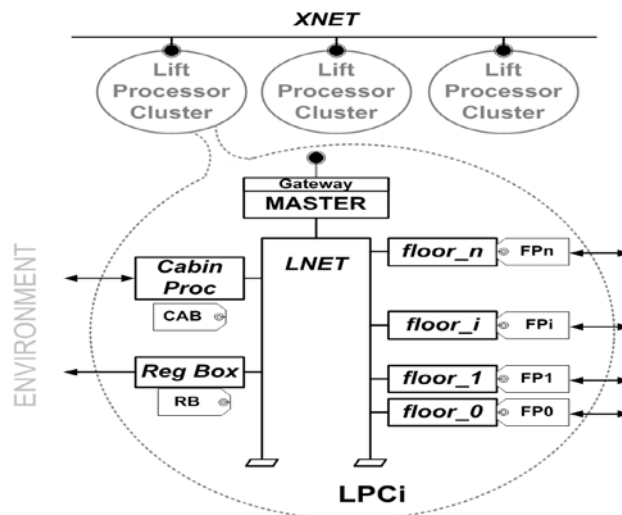 XNET
Lift
Processor
Cluster
Lift
Processor
Cluster
Lift
Processor
Cluster
Gateway
MASTER
ENVIRONMENT
Cabin
Proc
CAB
Reg Box
RB
LNET
floor_n
FPn
floor_i
FPi
floor_1
FP1
floor_0
FP0
LPCi